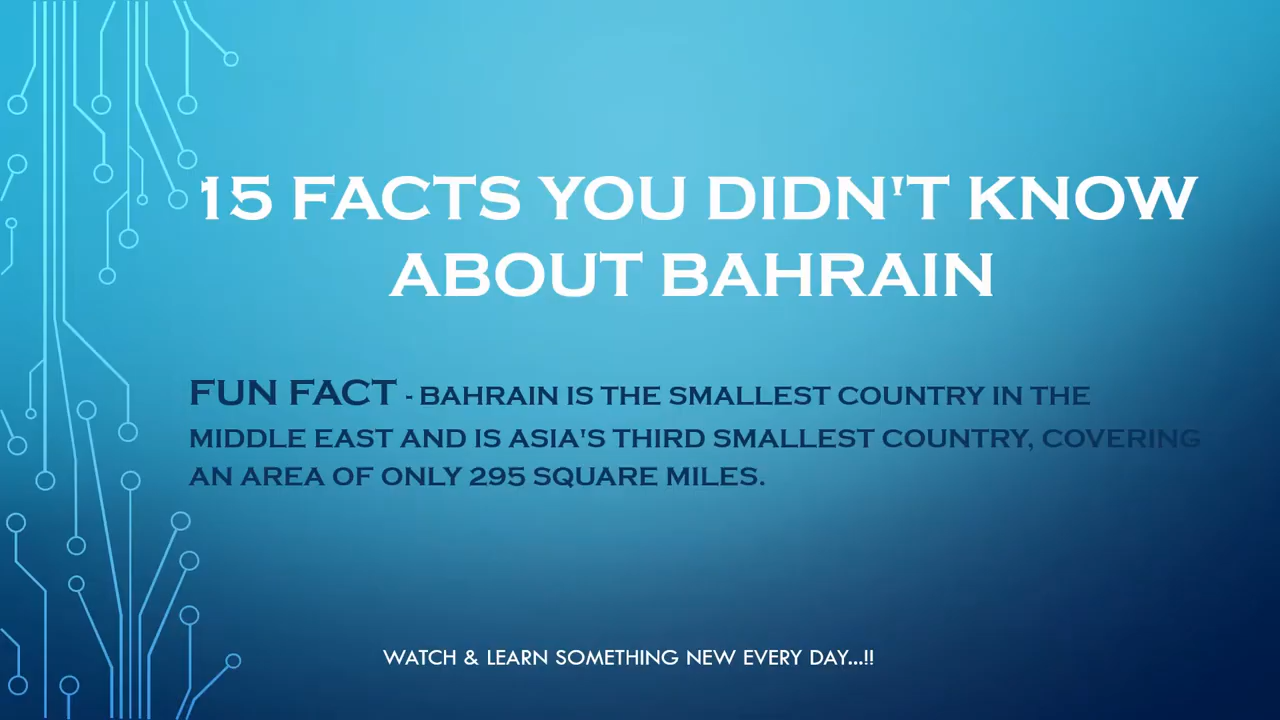 15 FACTS YOU DIDN'T KNOW
ABOUT BAHRAIN
FUN FACT - BAHRAIN IS THE SMALLEST COUNTRY IN THE
MIDDLE EAST AND IS ASIA'S THIRD SMALLEST COUNTRY, COVERING
AN AREA OF ONLY 295 SQUARE MILES.
WATCH & LEARN SOMETHING NEW EVERY DAY...!!